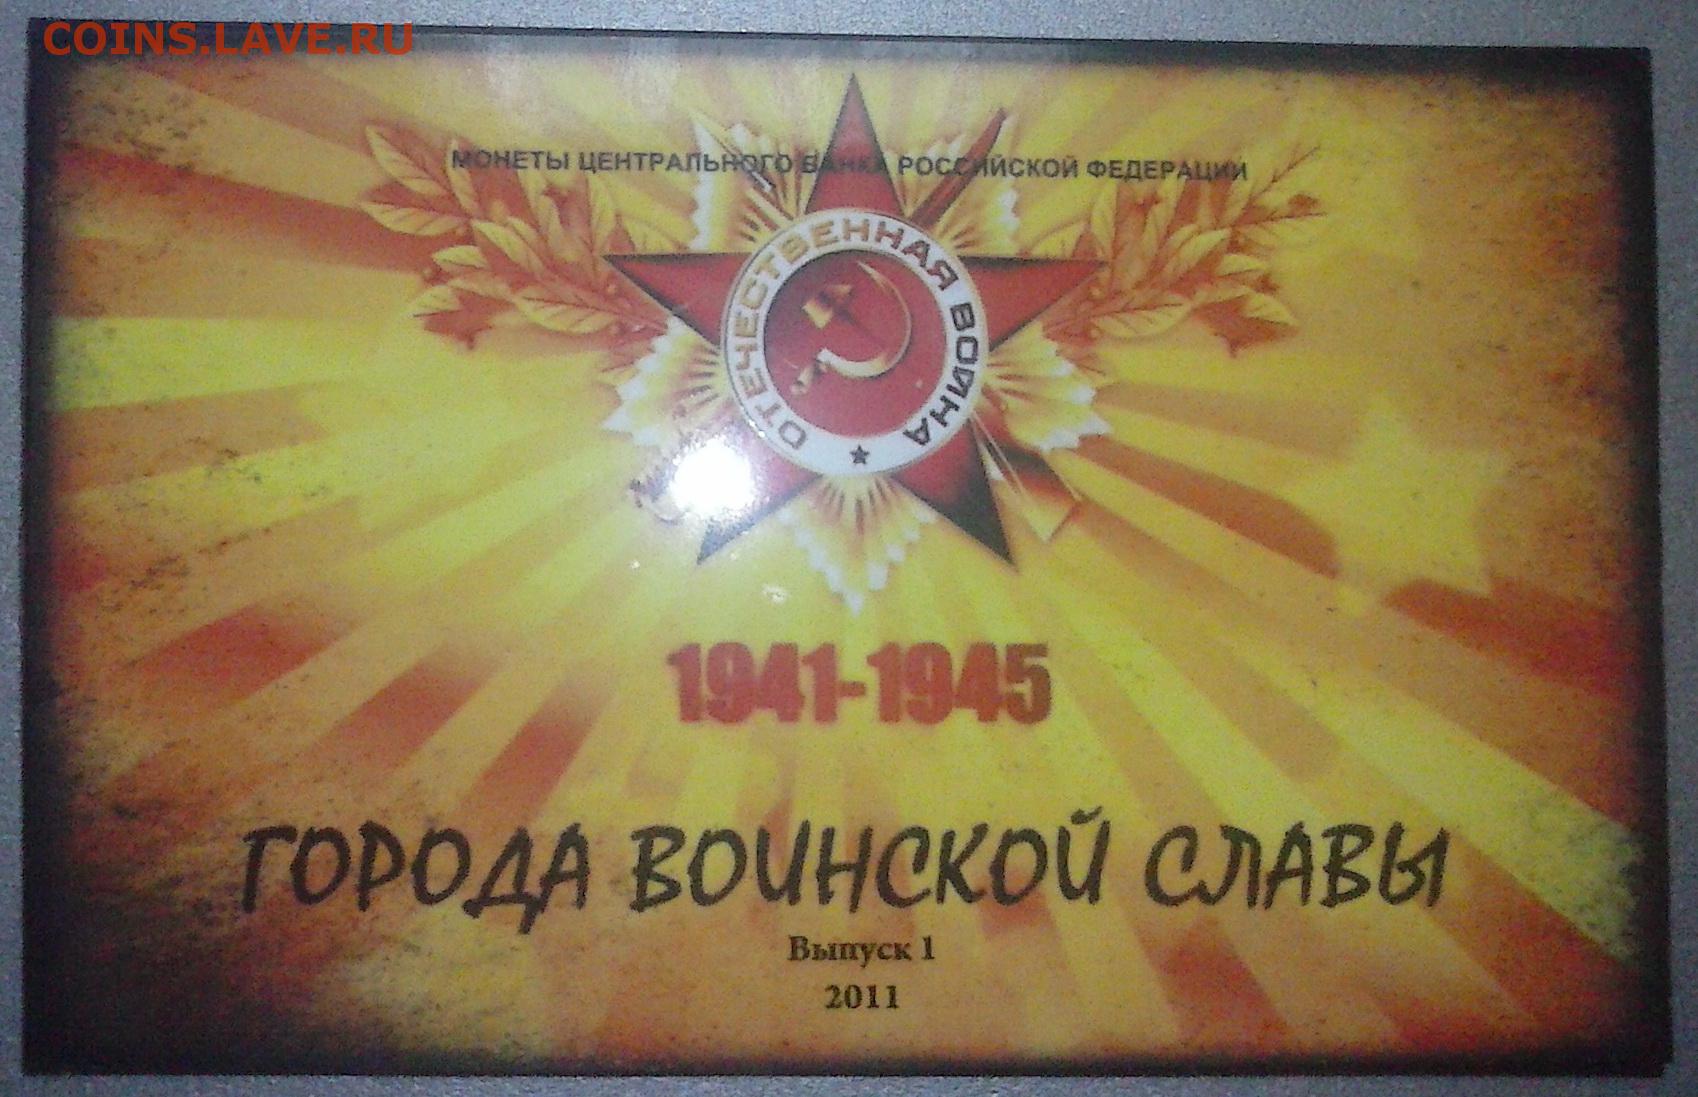 COINS.LAVE.RU
МОНЕТЫ ЦЕНТРАЛЬНОГО БАНКА РОССИЙСКОЙ ФЕДЕРАЦИИ
ОТЕЧЕСТВЕННАЯ ВОЙНА
1941-1945
ГОРОДА ВОИНСКОЙ СЛАВЫ
Выпуск 1
2011